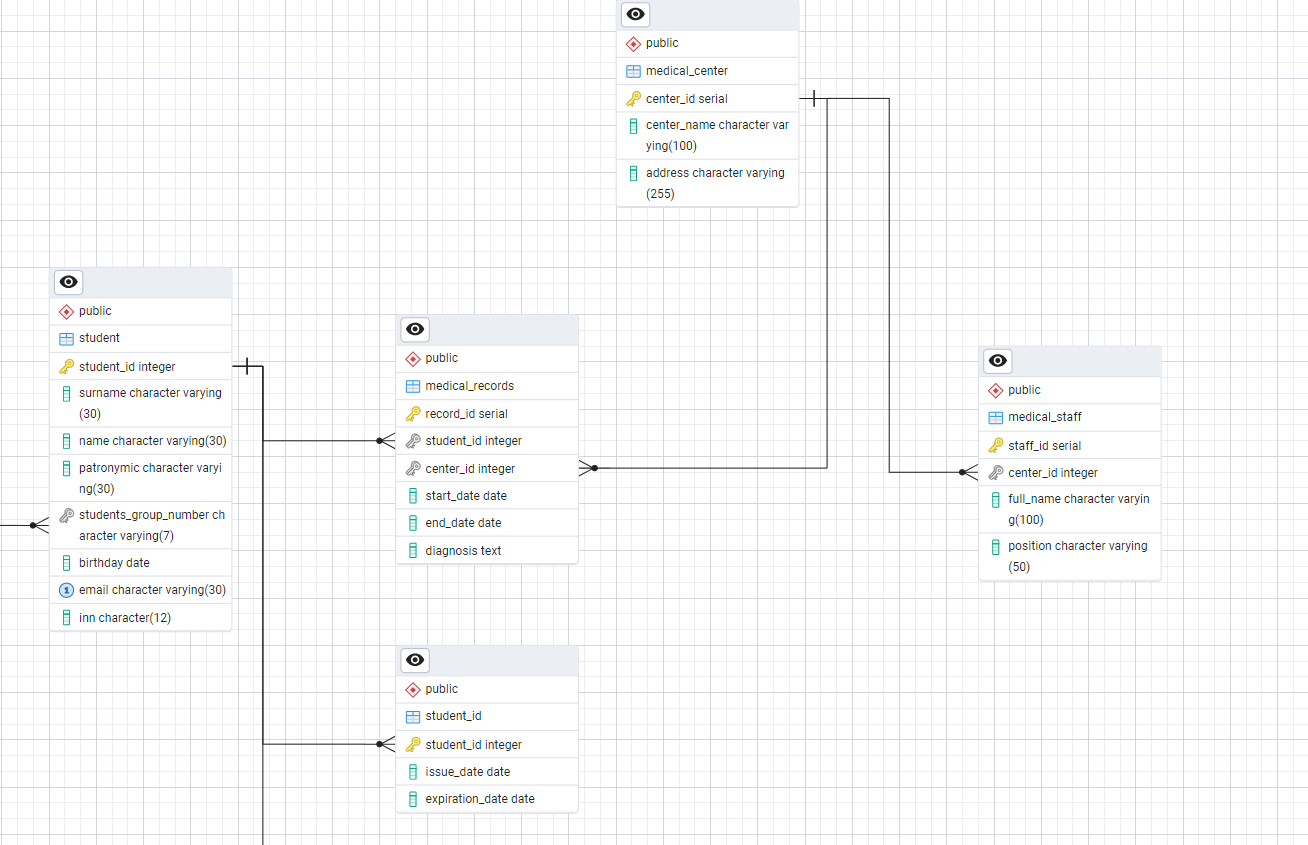 public
medical_center
center_id serial
center_name character var
ying(100)
address character varying
(255)
public
student
student_id integer
surname character varying
(30)
name character varying(30)
patronymic character varyi
ng(30)
students_group_number ch
aracter varying(7)
birthday date
1 email character varying(30)
inn character(12)
public
medical_records
record_id serial
student_id integer
center_id integer
start_date date
end_date date
diagnosis text
public
medical_staff
staff_id serial
center_id integer
full_name character varyin
g(100)
position character varying
(50)
public
student_id
student_id integer
issue_date date
expiration_date date